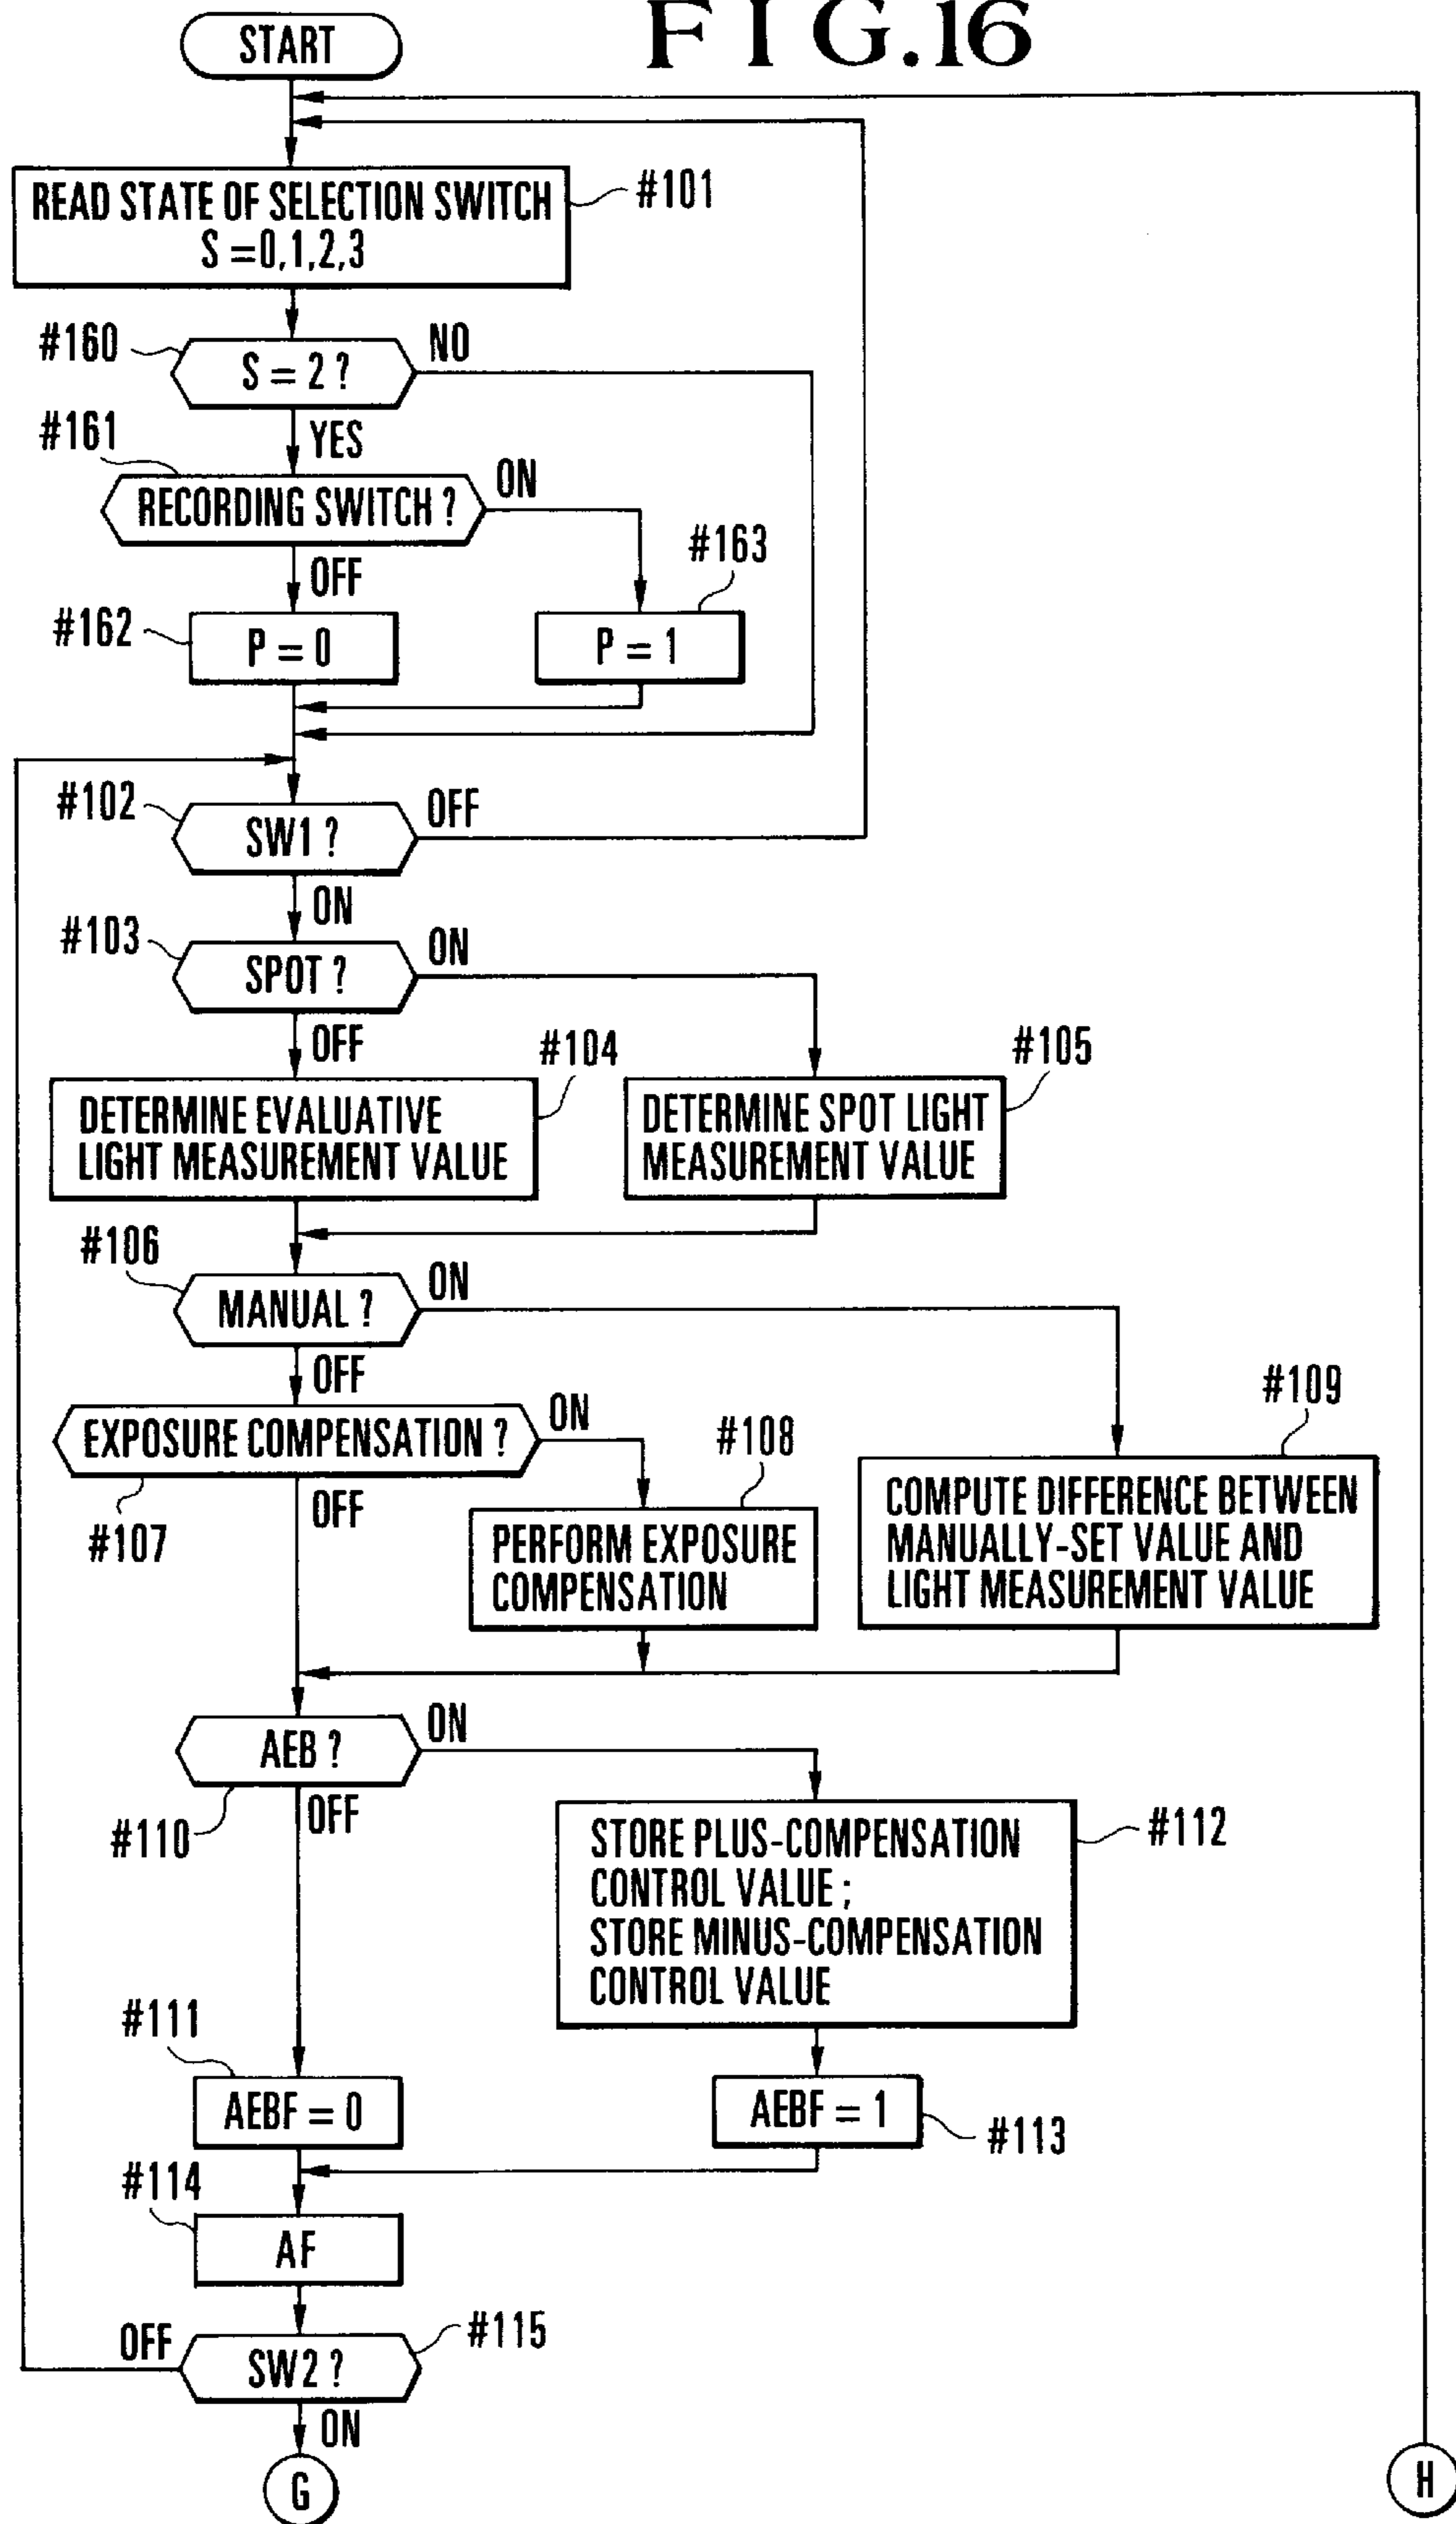 FIG.16
START
READ STATE OF SELECTION SWITCH
S =0,1,2,3
#101
#160
S = 2 ?
NO
YES
#161
RECORDING SWITCH ?
ON
OFF
#162
P = 0
#163
P = 1
#102
SW1 ?
OFF
ON
#103
SPOT ?
ON
OFF
#104
DETERMINE EVALUATIVE
LIGHT MEASUREMENT VALUE
#105
DETERMINE SPOT LIGHT
MEASUREMENT VALUE
#106
MANUAL ?
ON
OFF
EXPOSURE COMPENSATION ?
ON
#107
OFF
#108
PERFORM EXPOSURE
COMPENSATION
#109
COMPUTE DIFFERENCE BETWEEN
MANUALLY-SET VALUE AND
LIGHT MEASUREMENT VALUE
AEB ?
ON
#110
OFF
STORE PLUS-COMPENSATION
CONTROL VALUE ;
STORE MINUS-COMPENSATION
CONTROL VALUE
#112
#111
AEBF = 0
AEBF = 1
#113
#114
AF
OFF
SW2 ?
#115
ON
G
H